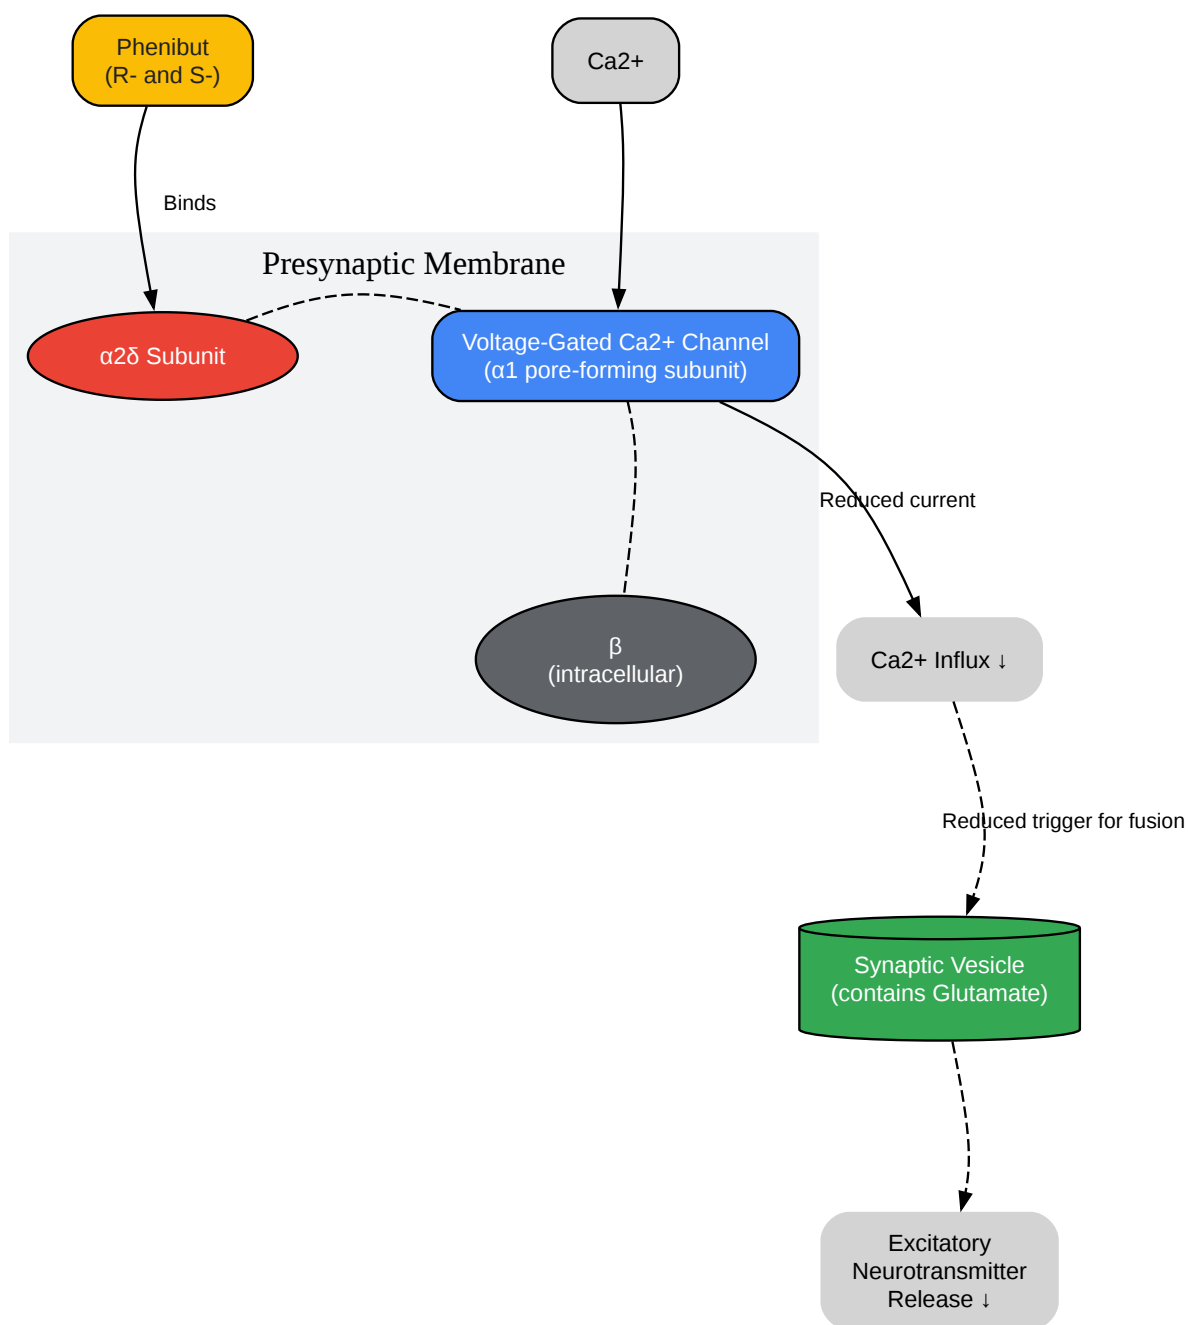 Phenibut
(R- and S-)
Ca2+
Binds
Presynaptic Membrane
α2δ Subunit
Voltage-Gated Ca2+ Channel
(α1 pore-forming subunit)
Reduced current
β
(intracellular)
Ca2+ Influx ↓
Reduced trigger for fusion
Synaptic Vesicle
(contains Glutamate)
Excitatory
Neurotransmitter
Release ↓